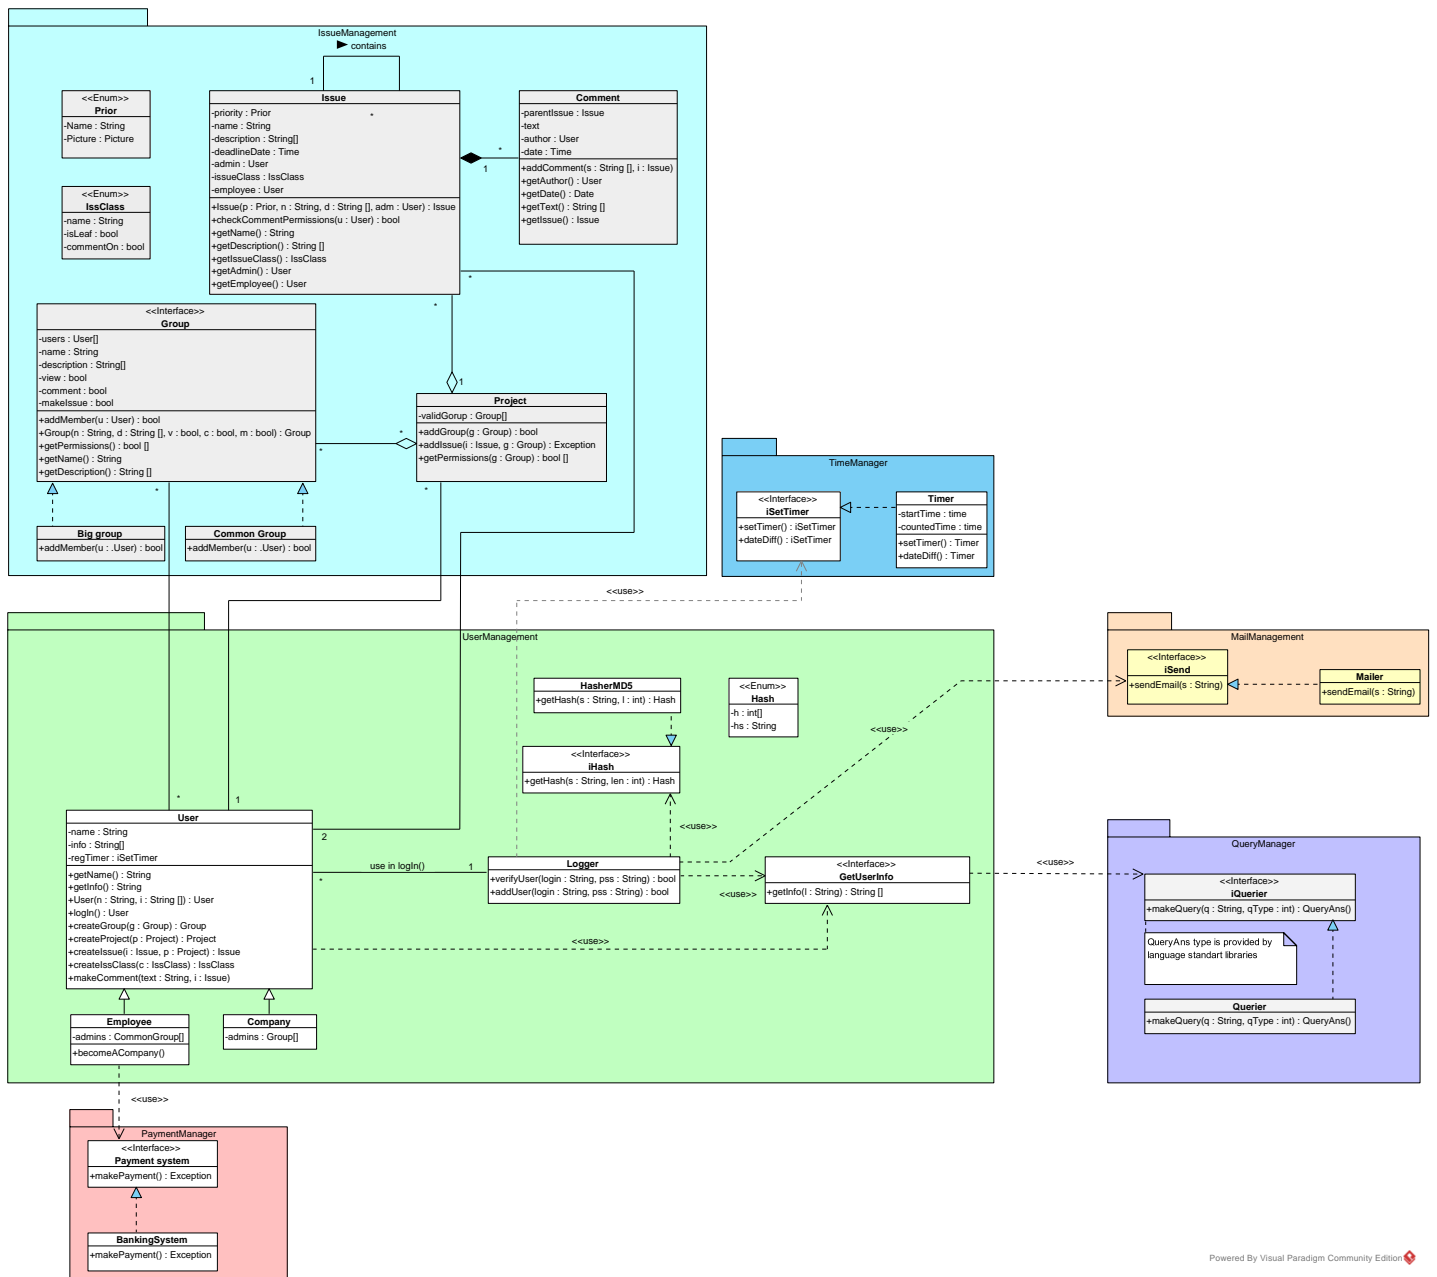 IssueManagement
contains
1
*
<<Enum>>
Prior
-Name : String
-Picture : Picture
<<Enum>>
IssClass
-name : String
-isLeaf : bool
-commentOn : bool
Issue
-priority : Prior
-name : String
-description : String[]
-deadlineDate : Time
-admin : User
-issueClass : IssClass
-employee : User
+Issue(p : Prior, n : String, d : String [], adm : User) : Issue
+checkCommentPermissions(u : User) : bool
+getName() : String
+getDescription() : String []
+getIssueClass() : IssClass
+getAdmin() : User
+getEmployee() : User
*
1
Comment
-parentIssue : Issue
-text
-author : User
-date : Time
+addComment(s : String [], i : Issue)
+getAuthor() : User
+getDate() : Date
+getText() : String []
+getIssue() : Issue
*
*
1
<<Interface>>
Group
-users : User[]
-name : String
-description : String[]
-view : bool
-comment : bool
-makeIssue : bool
+addMember(u : User) : bool
+Group(n : String, d : String [], v : bool, c : bool, m : bool) : Group
+getPermissions() : bool []
+getName() : String
+getDescription() : String []
*
*
Project
-validGorup : Group[]
+addGroup(g : Group) : bool
+addIssue(i : Issue, g : Group) : Exception
+getPermissions(g : Group) : bool []
*
*
Big group
+addMember(u : .User) : bool
Common Group
+addMember(u : .User) : bool
TimeManager
<<Interface>>
iSetTimer
+setTimer() : iSetTimer
+dateDiff() : iSetTimer
Timer
-startTime : time
-countedTime : time
+setTimer() : Timer
+dateDiff() : Timer
<<use>>
UserManagement
HasherMD5
+getHash(s : String, l : int) : Hash
<<Enum>>
Hash
-h : int[]
-hs : String
<<Interface>>
iHash
+getHash(s : String, len : int) : Hash
<<use>>
<<use>>
MailManagement
<<Interface>>
iSend
+sendEmail(s : String)
Mailer
+sendEmail(s : String)
*
1
User
-name : String
-info : String[]
-regTimer : iSetTimer
+getName() : String
+getInfo() : String
+User(n : String, i : String []) : User
+logIn() : User
+createGroup(g : Group) : Group
+createProject(p : Project) : Project
+createIssue(i : Issue, p : Project) : Issue
+createIssClass(c : IssClass) : IssClass
+makeComment(text : String, i : Issue)
2
use in logIn()
1
*
Logger
+verifyUser(login : String, pss : String) : bool
+addUser(login : String, pss : String) : bool
<<use>>
<<Interface>>
GetUserInfo
+getInfo(l : String) : String []
<<use>>
<<use>>
QueryManager
<<Interface>>
iQuerier
+makeQuery(q : String, qType : int) : QueryAns()
QueryAns type is provided by
language standart libraries
Querier
+makeQuery(q : String, qType : int) : QueryAns()
Employee
-admins : CommonGroup[]
+becomeACompany()
Company
-admins : Group[]
<<use>>
PaymentManager
<<Interface>>
Payment system
+makePayment() : Exception
BankingSystem
+makePayment() : Exception
Powered By Visual Paradigm Community Edition